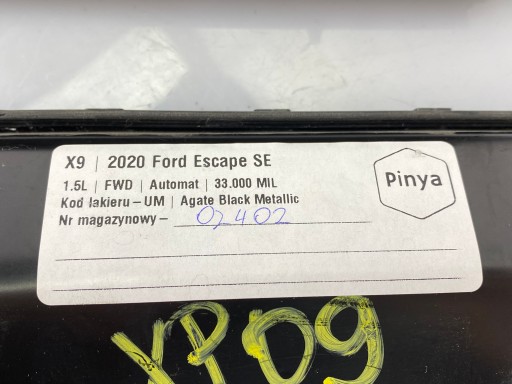 X9 | 2020 Ford Escape SE
1.5L | FWD | Automat | 33.000 MIL
Kod lakieru – UM | Agate Black Metallic
Nr magazynowy – 02402
Pinya
XP09